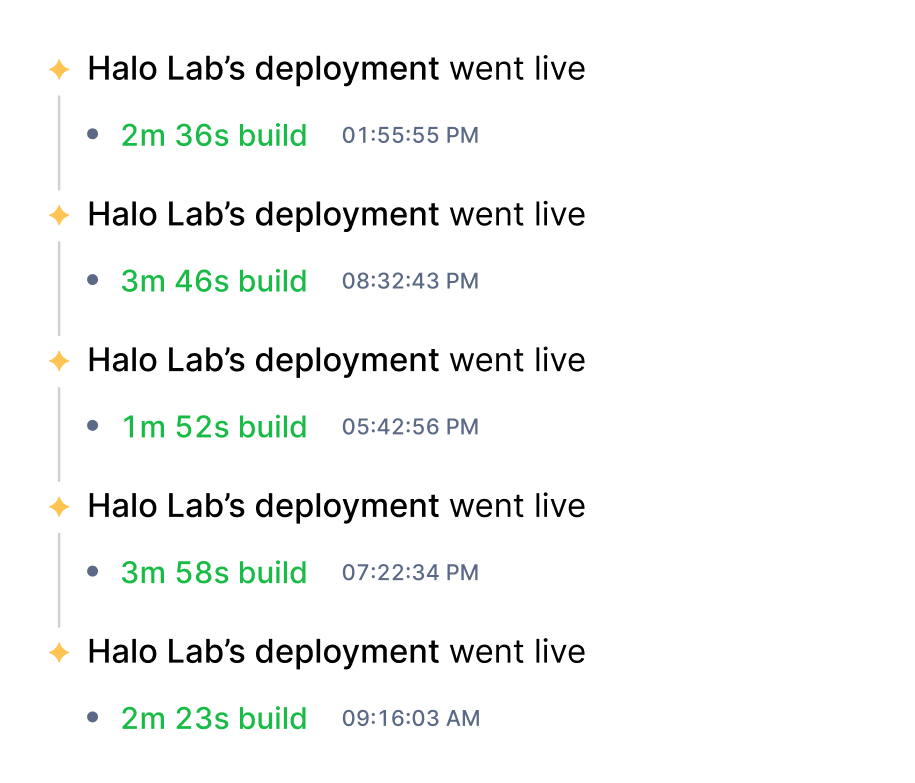 Halo Lab’s deployment went live
2m 36s build 01:55:55 PM
Halo Lab’s deployment went live
3m 46s build 08:32:43 PM
Halo Lab’s deployment went live
1m 52s build 05:42:56 PM
Halo Lab’s deployment went live
3m 58s build 07:22:34 PM
Halo Lab’s deployment went live
2m 23s build 09:16:03 AM